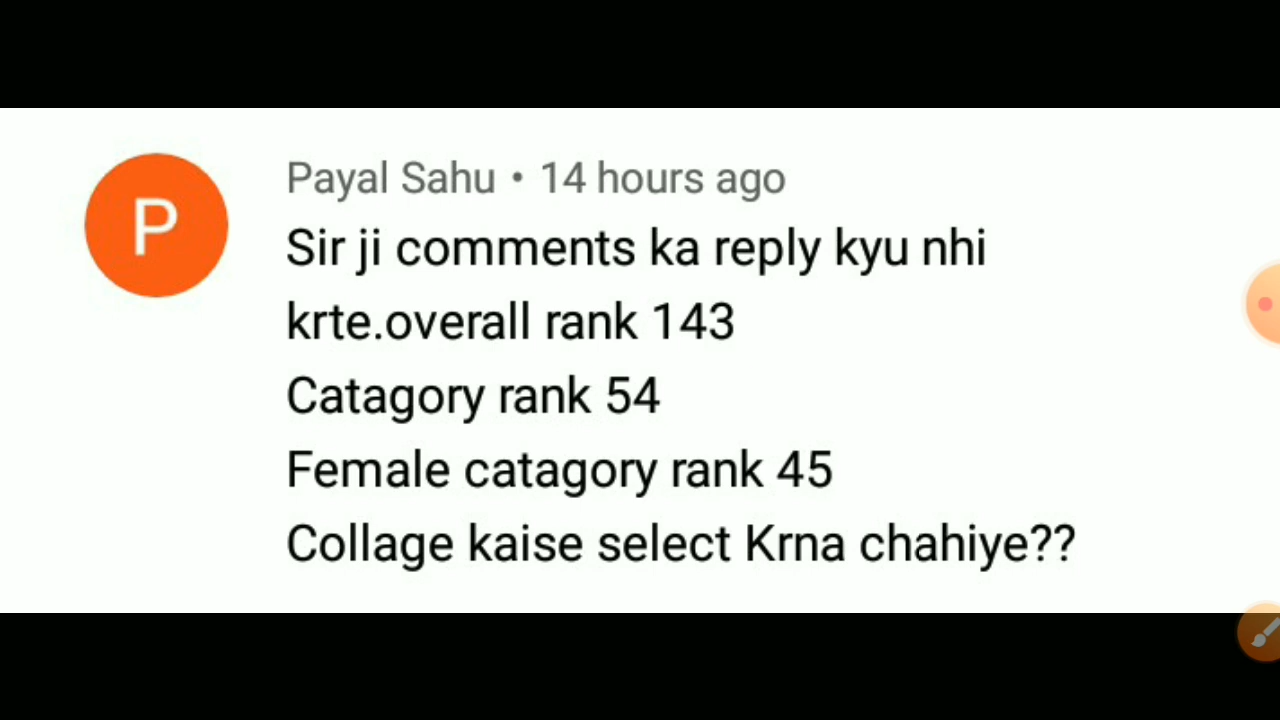 P
Payal Sahu • 14 hours ago
Sir ji comments ka reply kyu nhi
krte.overall rank 143
Catagory rank 54
Female catagory rank 45
Collage kaise select Krna chahiye??